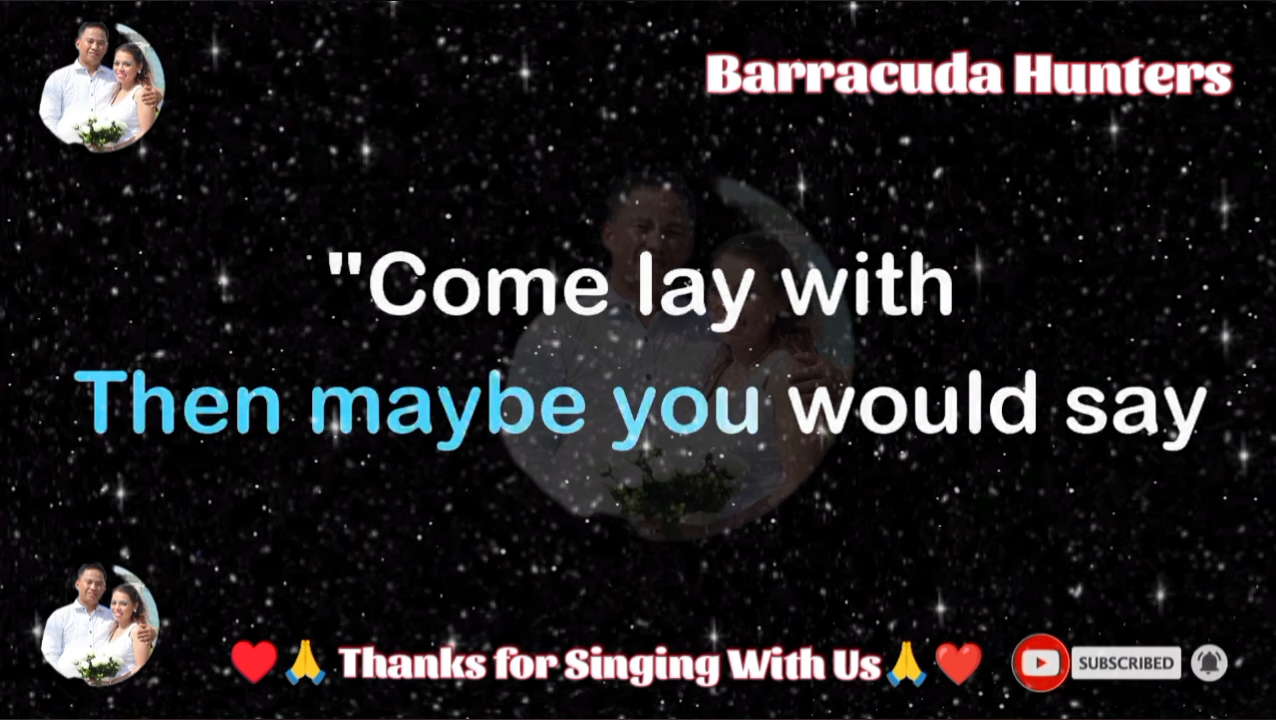 Barracuda Hunters
"Come lay with
Then maybe you would say
❤️🙏 Thanks for Singing With Us 🙏❤️
SUBSCRIBED